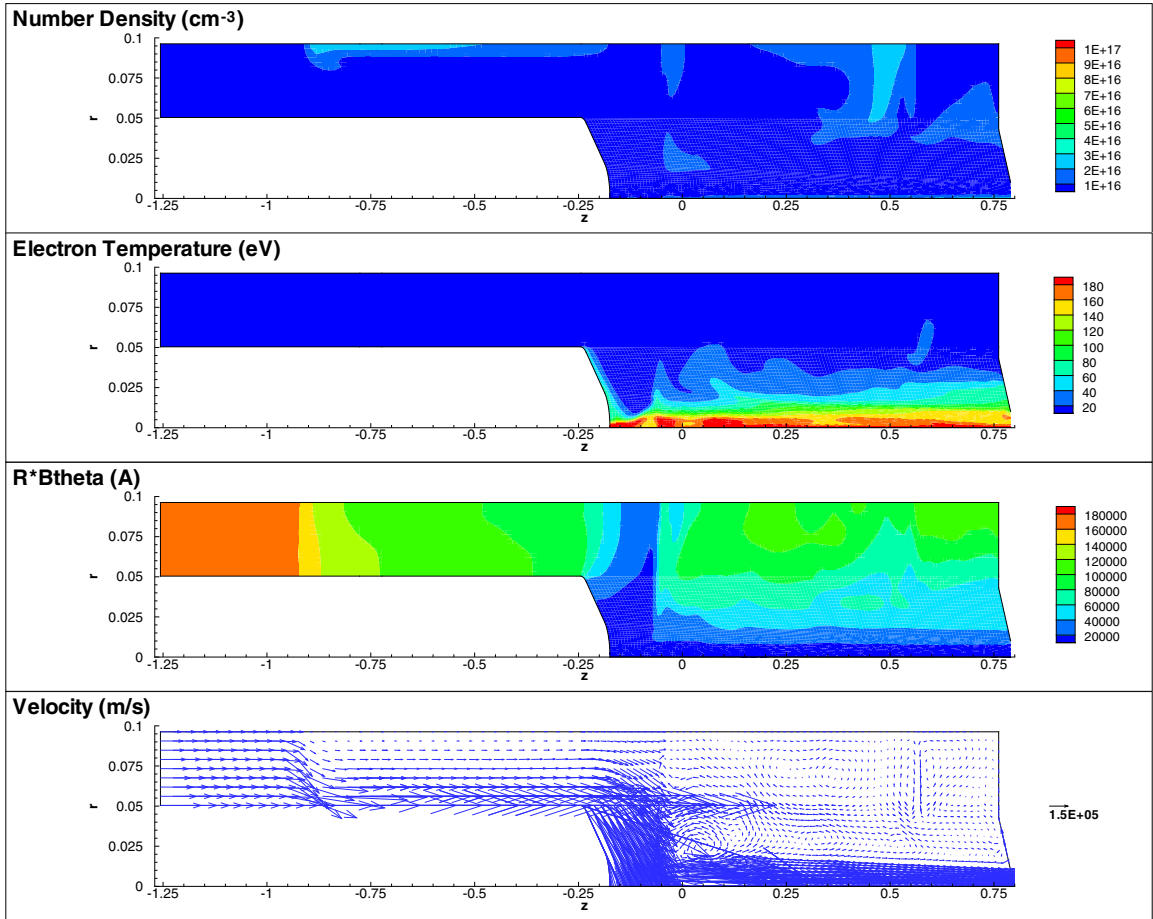 Number Density (cm-3)
0.1
0.075
0.05
0.025
0
r
-1.25 -1 -0.75 -0.5 -0.25 0 0.25 0.5 0.75
z
1E+17
9E+16
8E+16
7E+16
6E+16
5E+16
4E+16
3E+16
2E+16
1E+16
Electron Temperature (eV)
0.1
0.075
0.05
0.025
0
r
-1.25 -1 -0.75 -0.5 -0.25 0 0.25 0.5 0.75
z
180
160
140
120
100
80
60
40
20
R*Btheta (A)
0.1
0.075
0.05
0.025
0
r
-1.25 -1 -0.75 -0.5 -0.25 0 0.25 0.5 0.75
z
180000
160000
140000
120000
100000
80000
60000
40000
20000
Velocity (m/s)
0.1
0.075
0.05
0.025
0
r
-1.25 -1 -0.75 -0.5 -0.25 0 0.25 0.5 0.75
z
1.5E+05